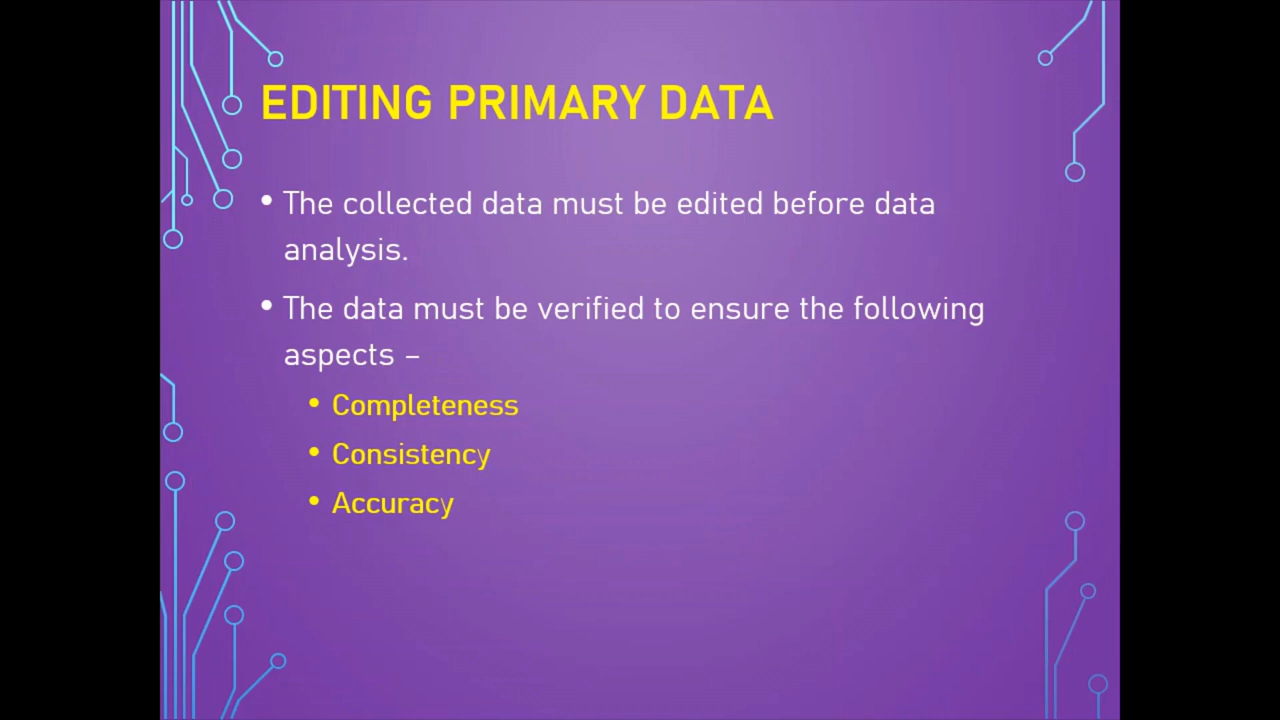 EDITING PRIMARY DATA
• The collected data must be edited before data
analysis.
• The data must be verified to ensure the following
aspects –
• Completeness
• Consistency
• Accuracy